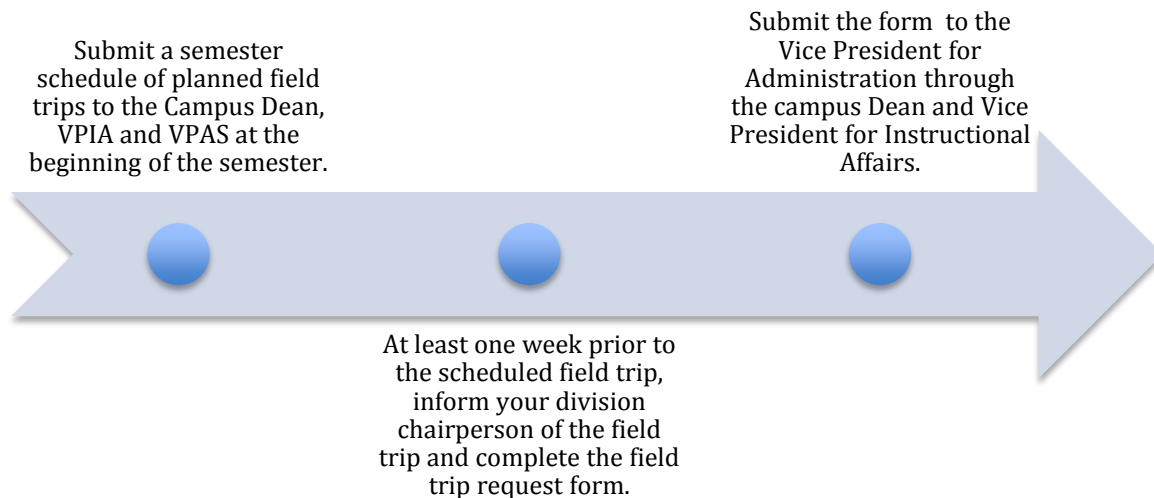 Submit a semester
schedule of planned field
trips to the Campus Dean,
VPIA and VPAS at the
beginning of the semester.
At least one week prior to
the scheduled field trip,
inform your division
chairperson of the field
trip and complete the field
trip request form.
Submit the form  to the
Vice President for
Administration through
the campus Dean and Vice
President for Instructional
Affairs.